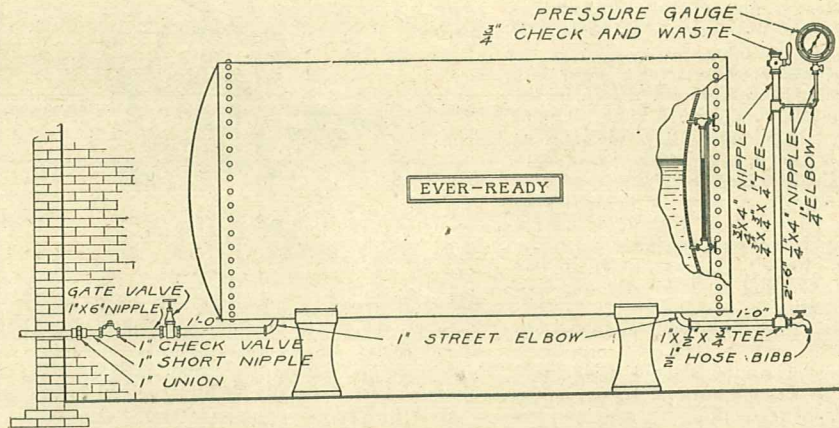 PRESSURE GAUGE
3/4" CHECK AND WASTE
EVER-READY
3/4"X4" NIPPLE
3/4"X3/4"X1/4" TEE
1/4"X4" NIPPLE
1/4" ELBOW
2'-6"
GATE VALVE
1"X6" NIPPLE
1'-0"
1" CHECK VALVE
1" SHORT NIPPLE
1" UNION
1" STREET ELBOW
1'-0"
1"X1/2"X3/4" TEE
1/2" HOSE BIBB